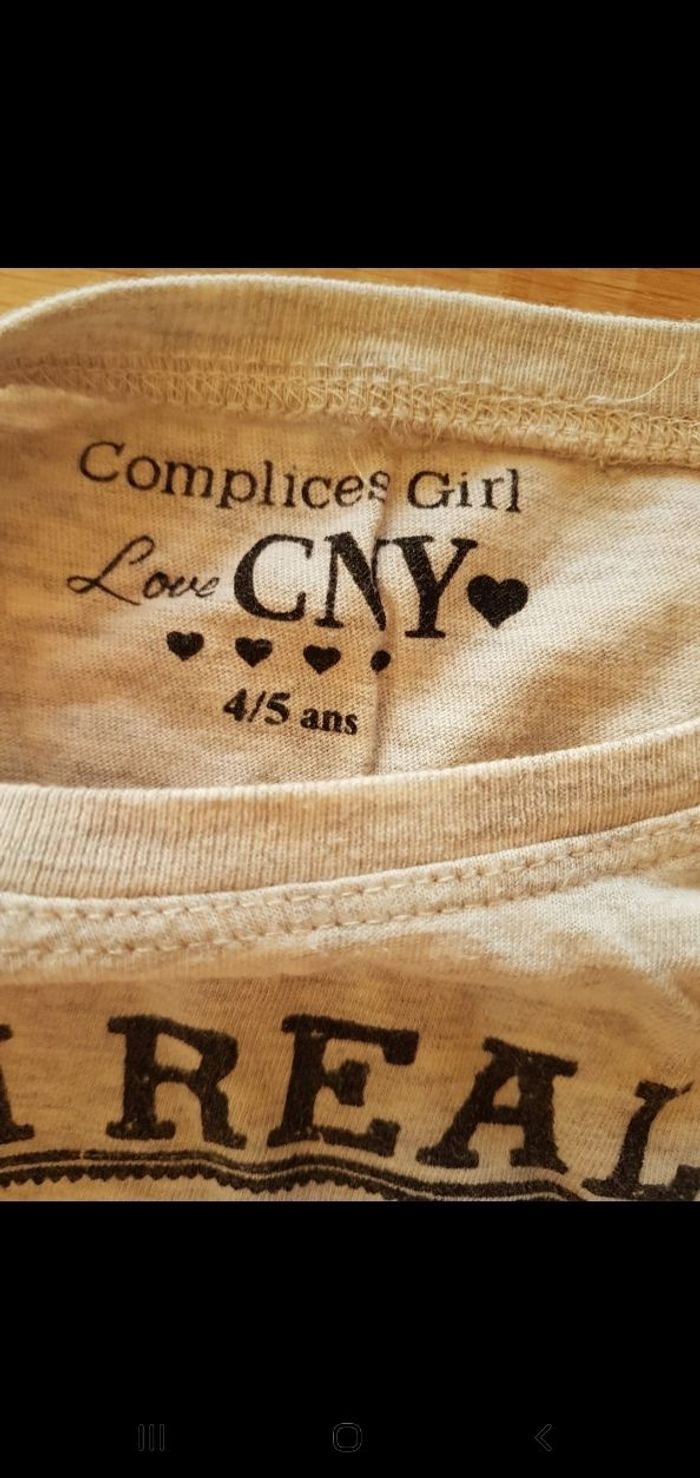 Complices Girl
Love CNY
4/5 ans
A REAL